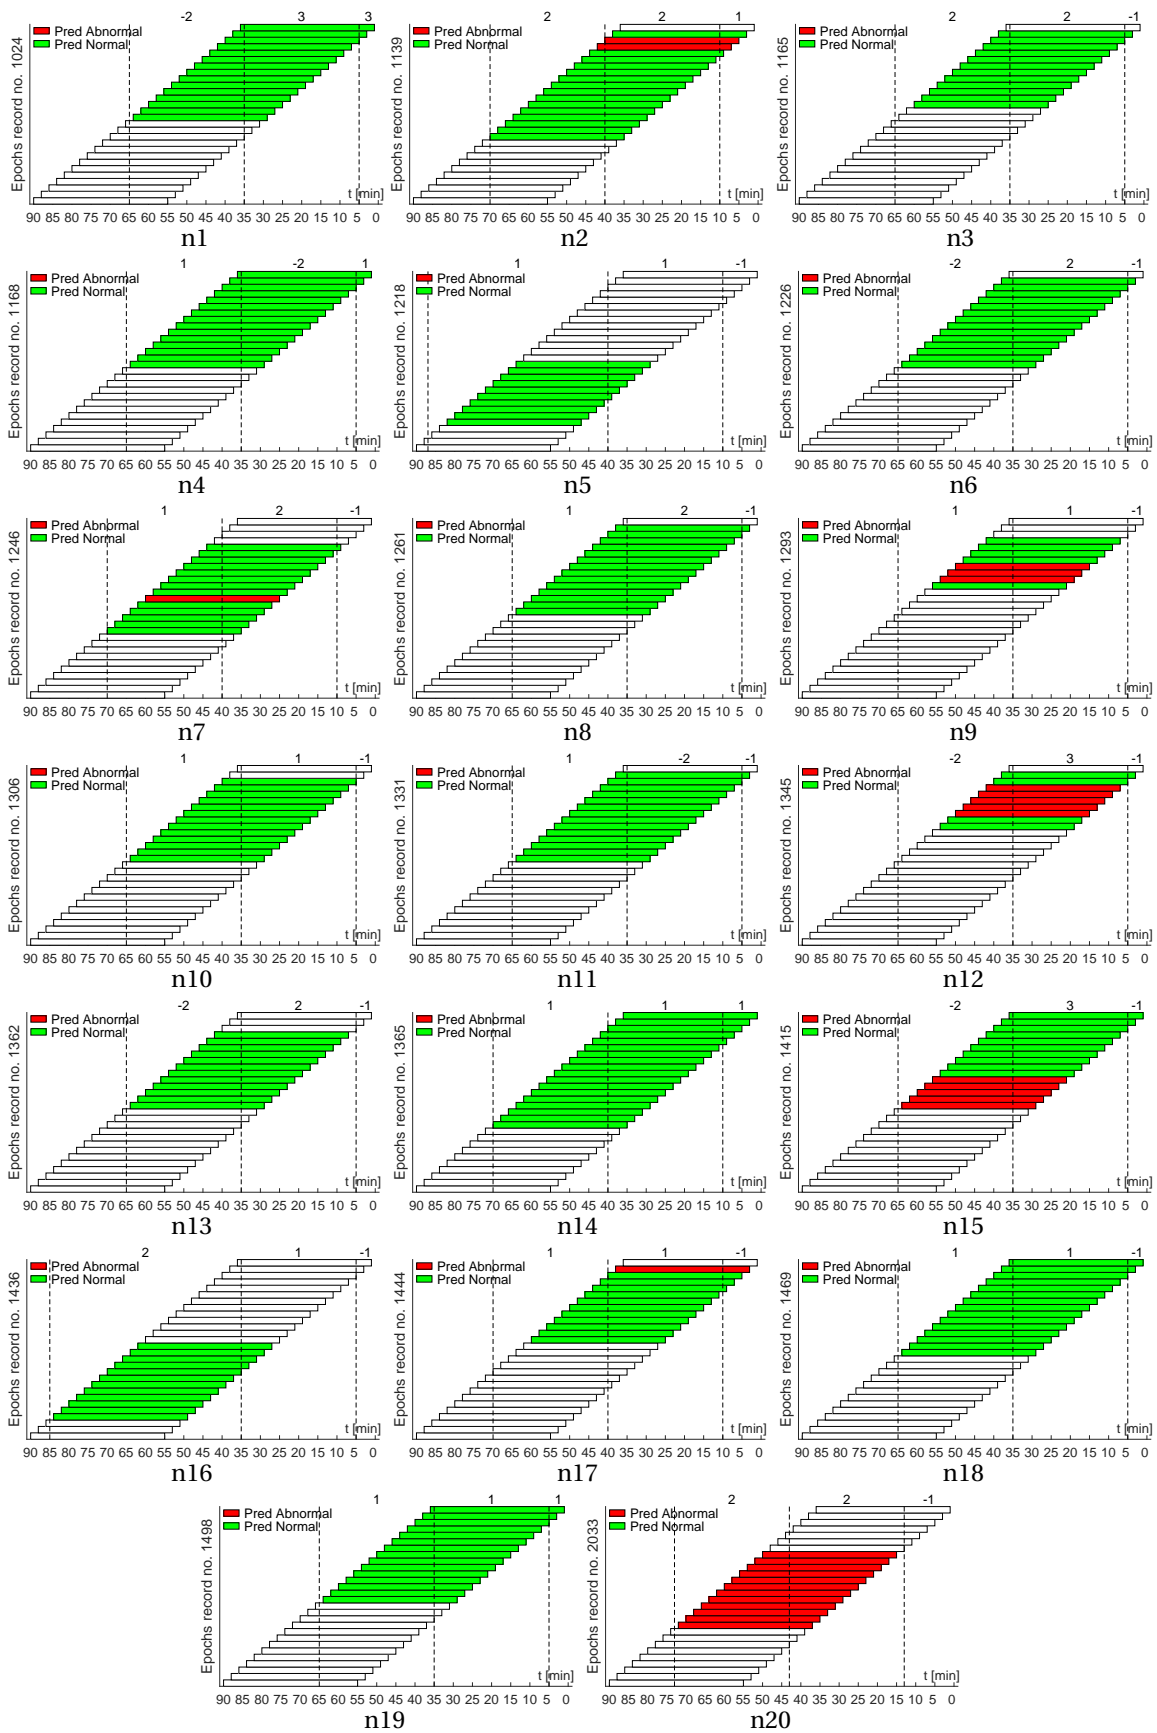 -2 3 3
Pred Abnormal
Pred Normal
Epochs record no. 1024
t [min]
90 85 80 75 70 65 60 55 50 45 40 35 30 25 20 15 10 5 0
n1
2 2 1
Pred Abnormal
Pred Normal
Epochs record no. 1139
t [min]
90 85 80 75 70 65 60 55 50 45 40 35 30 25 20 15 10 5 0
n2
2 2 -1
Pred Abnormal
Pred Normal
Epochs record no. 1165
t [min]
90 85 80 75 70 65 60 55 50 45 40 35 30 25 20 15 10 5 0
n3
1 -2 1
Pred Abnormal
Pred Normal
Epochs record no. 1168
t [min]
90 85 80 75 70 65 60 55 50 45 40 35 30 25 20 15 10 5 0
n4
1 1 -1
Pred Abnormal
Pred Normal
Epochs record no. 1218
t [min]
90 85 80 75 70 65 60 55 50 45 40 35 30 25 20 15 10 5 0
n5
-2 2 -1
Pred Abnormal
Pred Normal
Epochs record no. 1226
t [min]
90 85 80 75 70 65 60 55 50 45 40 35 30 25 20 15 10 5 0
n6
1 2 -1
Pred Abnormal
Pred Normal
Epochs record no. 1246
t [min]
90 85 80 75 70 65 60 55 50 45 40 35 30 25 20 15 10 5 0
n7
1 2 -1
Pred Abnormal
Pred Normal
Epochs record no. 1261
t [min]
90 85 80 75 70 65 60 55 50 45 40 35 30 25 20 15 10 5 0
n8
1 1 -1
Pred Abnormal
Pred Normal
Epochs record no. 1293
t [min]
90 85 80 75 70 65 60 55 50 45 40 35 30 25 20 15 10 5 0
n9
1 1 -1
Pred Abnormal
Pred Normal
Epochs record no. 1306
t [min]
90 85 80 75 70 65 60 55 50 45 40 35 30 25 20 15 10 5 0
n10
1 -2 -1
Pred Abnormal
Pred Normal
Epochs record no. 1331
t [min]
90 85 80 75 70 65 60 55 50 45 40 35 30 25 20 15 10 5 0
n11
-2 3 -1
Pred Abnormal
Pred Normal
Epochs record no. 1345
t [min]
90 85 80 75 70 65 60 55 50 45 40 35 30 25 20 15 10 5 0
n12
-2 2 -1
Pred Abnormal
Pred Normal
Epochs record no. 1362
t [min]
90 85 80 75 70 65 60 55 50 45 40 35 30 25 20 15 10 5 0
n13
1 1 1
Pred Abnormal
Pred Normal
Epochs record no. 1365
t [min]
90 85 80 75 70 65 60 55 50 45 40 35 30 25 20 15 10 5 0
n14
-2 3 -1
Pred Abnormal
Pred Normal
Epochs record no. 1415
t [min]
90 85 80 75 70 65 60 55 50 45 40 35 30 25 20 15 10 5 0
n15
2 1 -1
Pred Abnormal
Pred Normal
Epochs record no. 1436
t [min]
90 85 80 75 70 65 60 55 50 45 40 35 30 25 20 15 10 5 0
n16
1 1 -1
Pred Abnormal
Pred Normal
Epochs record no. 1444
t [min]
90 85 80 75 70 65 60 55 50 45 40 35 30 25 20 15 10 5 0
n17
1 1 -1
Pred Abnormal
Pred Normal
Epochs record no. 1469
t [min]
90 85 80 75 70 65 60 55 50 45 40 35 30 25 20 15 10 5 0
n18
1 1 1
Pred Abnormal
Pred Normal
Epochs record no. 1498
t [min]
90 85 80 75 70 65 60 55 50 45 40 35 30 25 20 15 10 5 0
n19
2 2 -1
Pred Abnormal
Pred Normal
Epochs record no. 2033
t [min]
90 85 80 75 70 65 60 55 50 45 40 35 30 25 20 15 10 5 0
n20